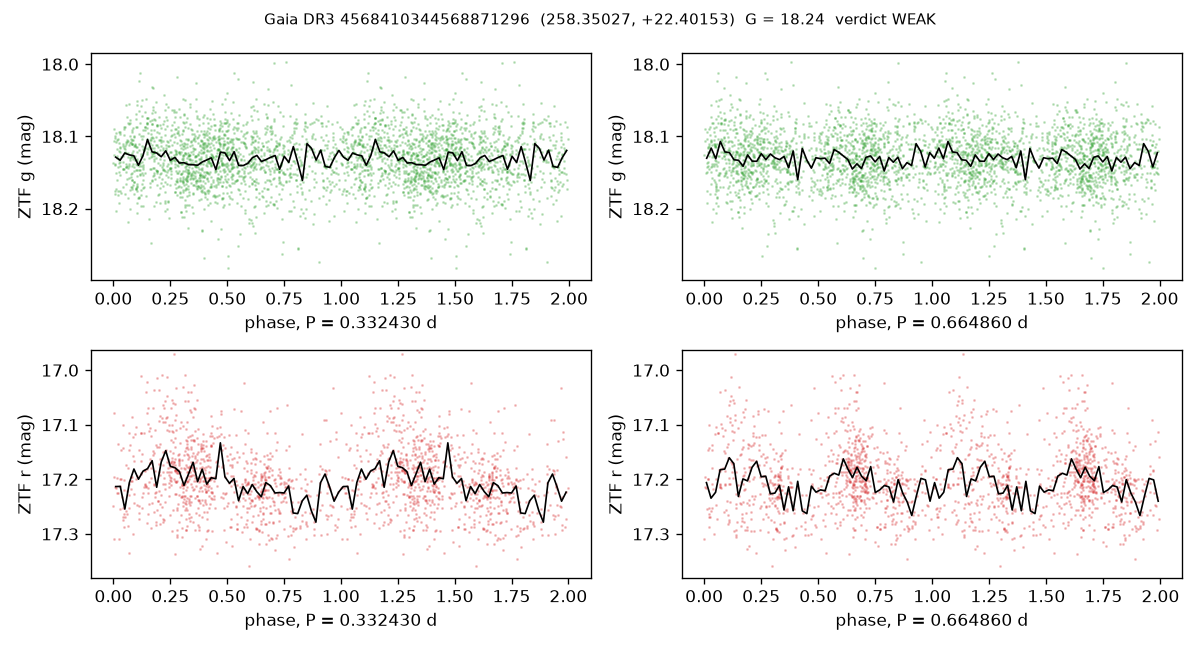 Gaia DR3 4568410344568871296  (258.35027, +22.40153)  G = 18.24  verdict WEAK
ZTF g (mag)
18.0
18.1
18.2
0.00 0.25 0.50 0.75 1.00 1.25 1.50 1.75 2.00
phase, P = 0.332430 d
ZTF g (mag)
18.0
18.1
18.2
0.00 0.25 0.50 0.75 1.00 1.25 1.50 1.75 2.00
phase, P = 0.664860 d
ZTF r (mag)
17.0
17.1
17.2
17.3
0.00 0.25 0.50 0.75 1.00 1.25 1.50 1.75 2.00
phase, P = 0.332430 d
ZTF r (mag)
17.0
17.1
17.2
17.3
0.00 0.25 0.50 0.75 1.00 1.25 1.50 1.75 2.00
phase, P = 0.664860 d